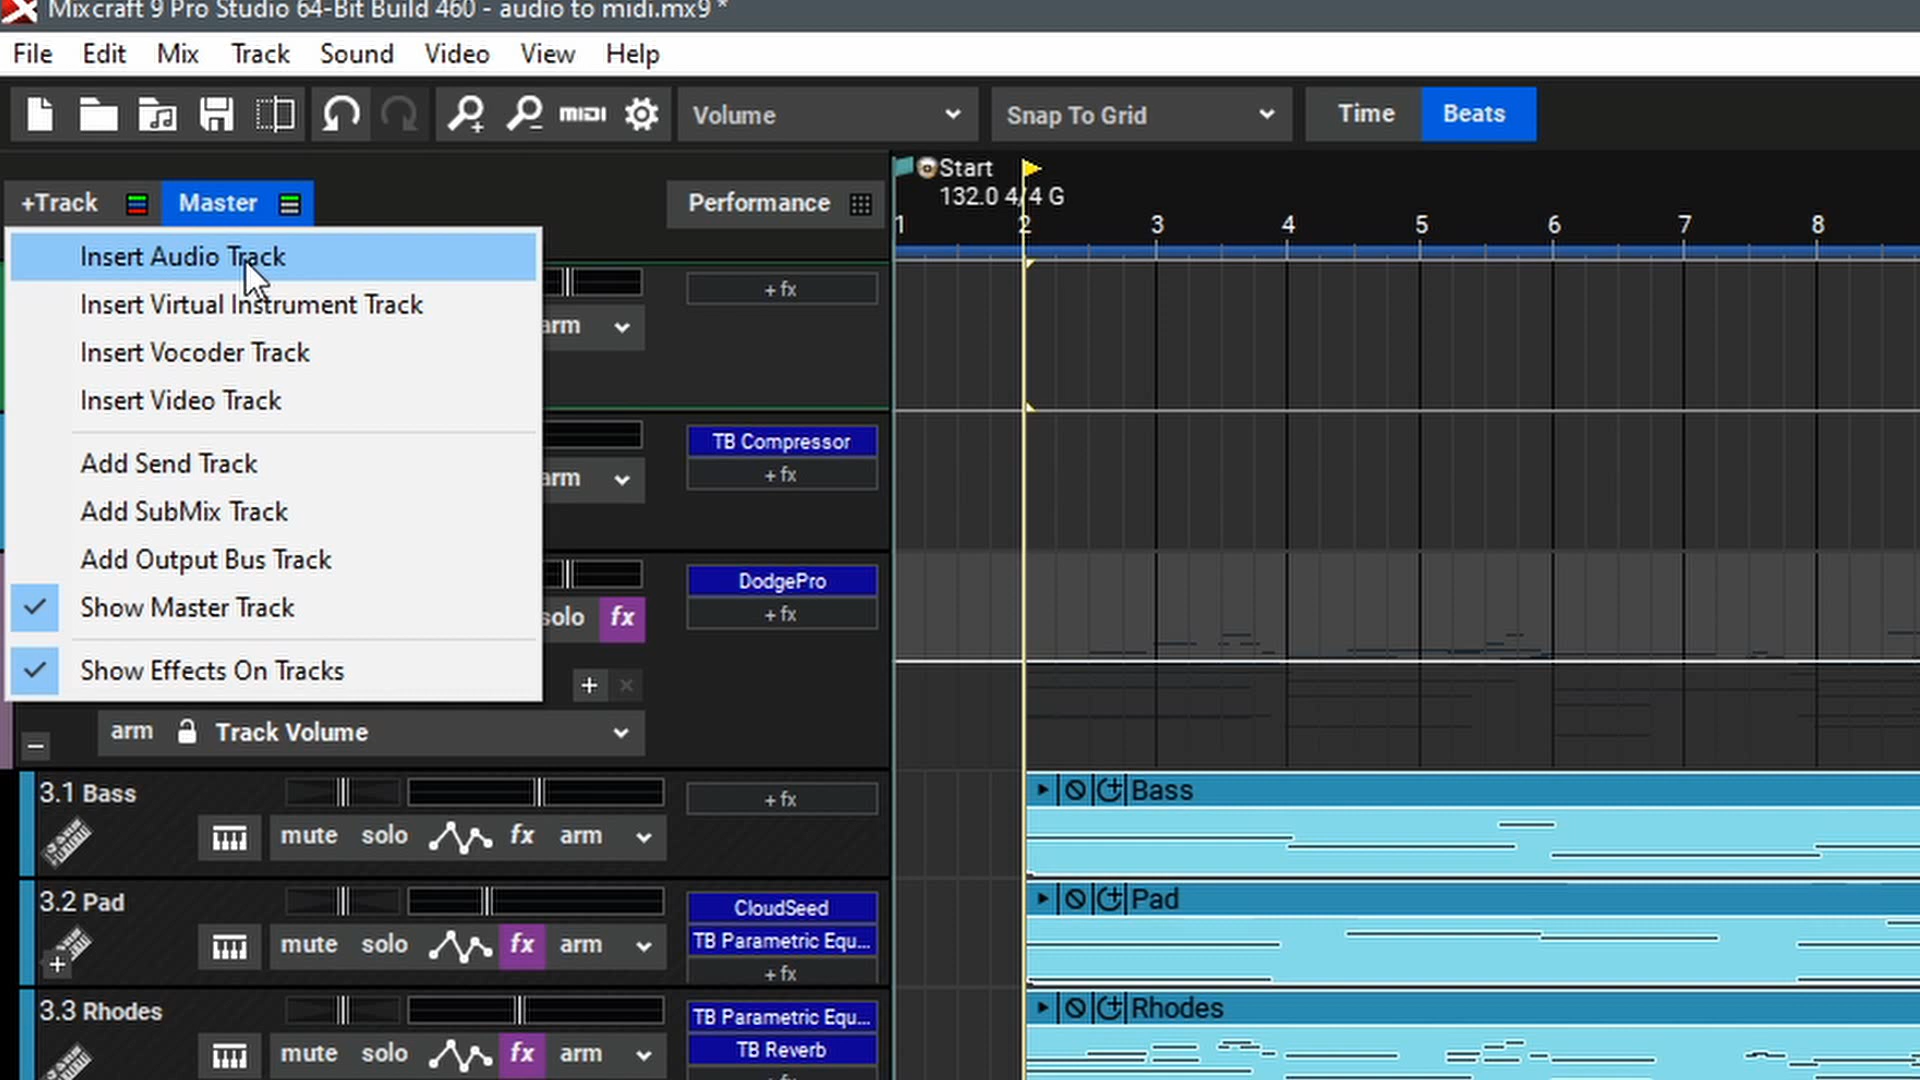 Mixcraft 9 Pro Studio 64-Bit Build 460 - audio to midi.mx9 *
File Edit Mix Track Sound Video View Help
MIDI Volume Snap To Grid Time Beats
+Track Master Performance
Start
132.0 4/4 G
1 2 3 4 5 6 7 8
Insert Audio Track
Insert Virtual Instrument Track
Insert Vocoder Track
Insert Video Track
Add Send Track
Add SubMix Track
Add Output Bus Track
Show Master Track
Show Effects On Tracks
+ fx
arm
TB Compressor
arm + fx
DodgePro
solo fx + fx
arm Track Volume
3.1 Bass + fx Bass
mute solo fx arm
3.2 Pad CloudSeed Pad
mute solo fx arm TB Parametric Equ...
+ fx
3.3 Rhodes TB Parametric Equ... Rhodes
mute solo fx arm TB Reverb